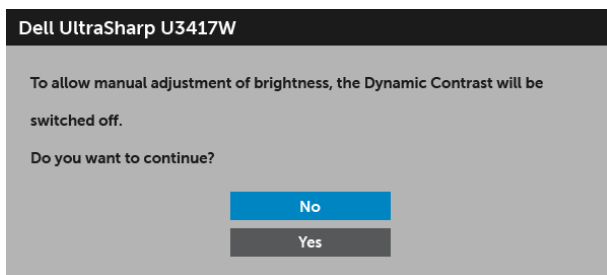 Dell UltraSharp U3417W
To allow manual adjustment of brightness, the Dynamic Contrast will be
switched off.
Do you want to continue?
No
Yes